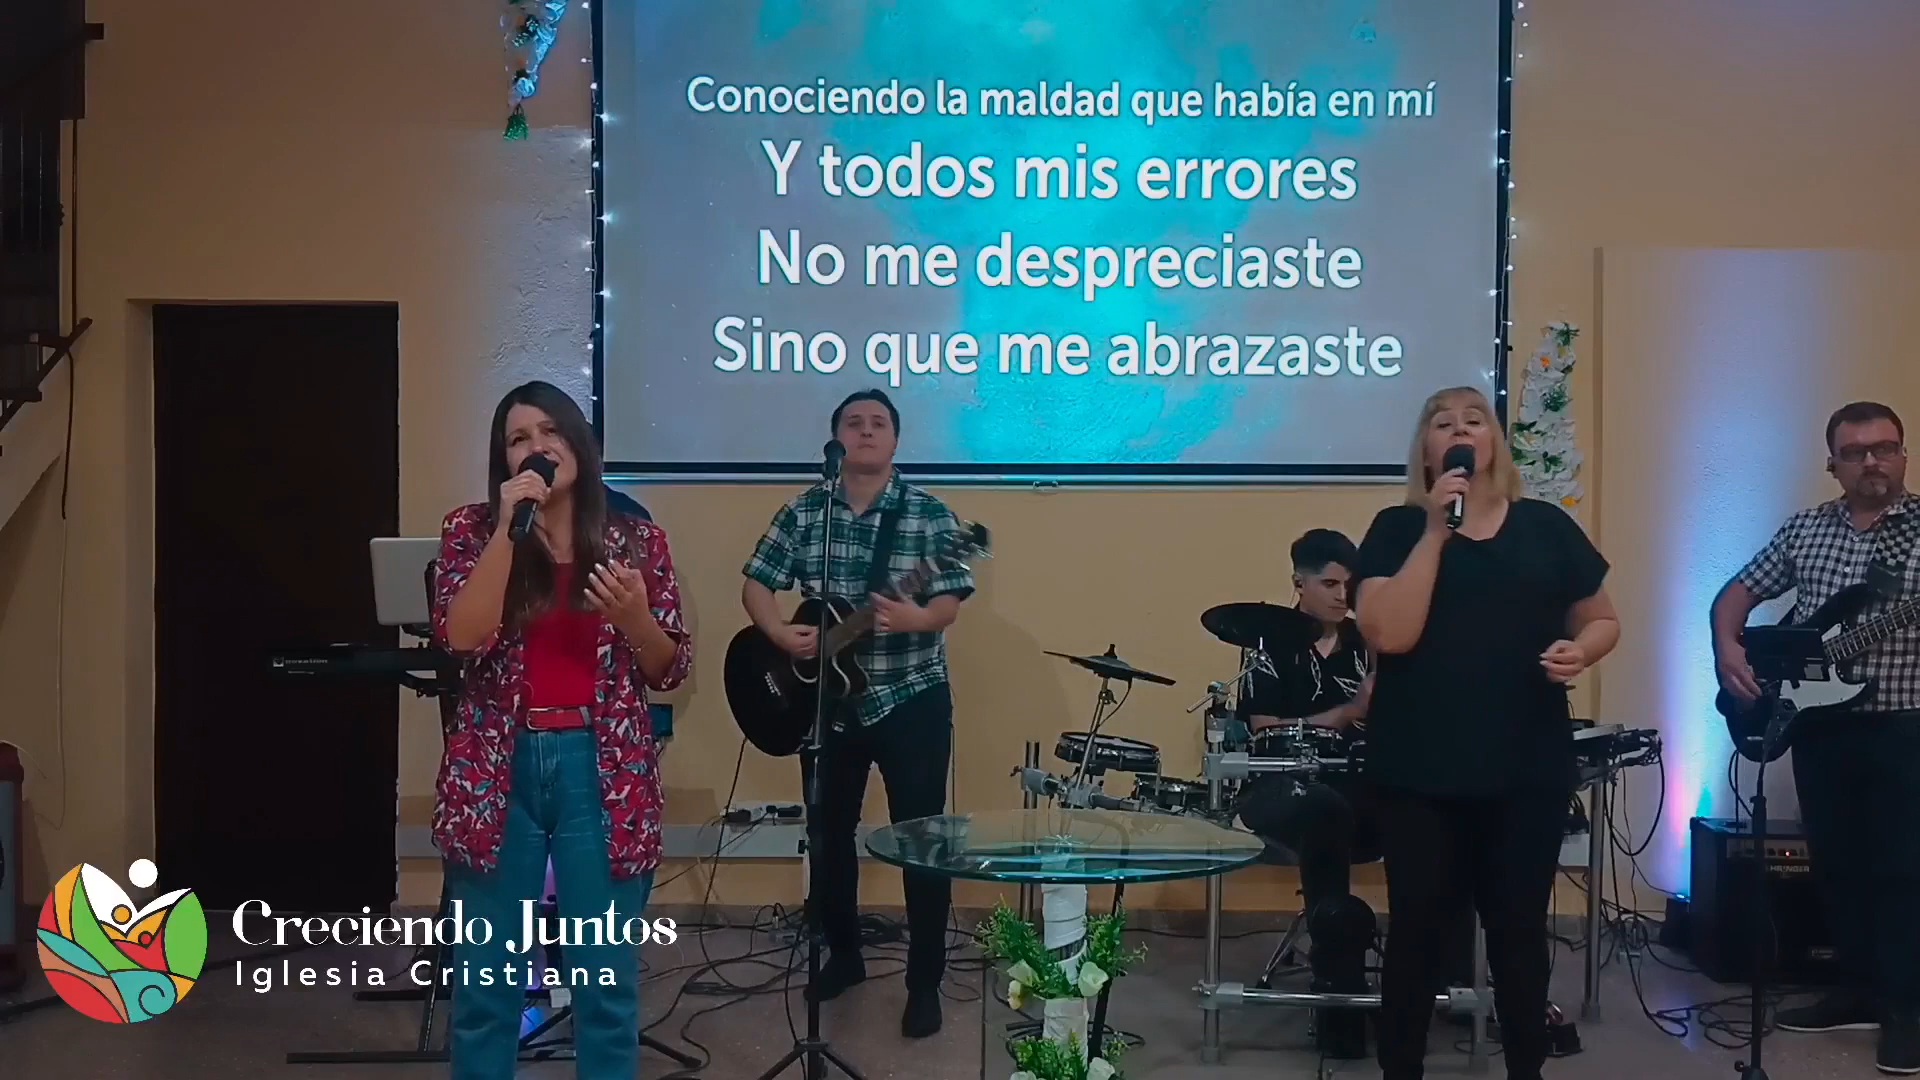 Conociendo la maldad que había en mí
Y todos mis errores
No me despreciaste
Sino que me abrazaste
Creciendo Juntos
Iglesia Cristiana